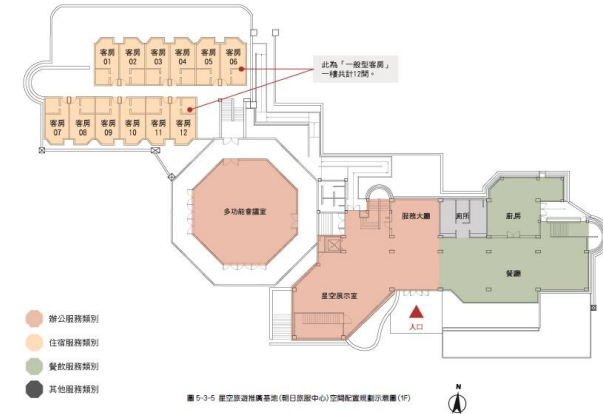 客房 01
客房 02
客房 03
客房 04
客房 05
客房 06
此為「一般型客房」
一樓共計12間。
客房 07
客房 08
客房 09
客房 10
客房 11
客房 12
多功能會議室
服務大廳
廁所
廚房
餐廳
星空展示室
入口
辦公服務類別
住宿服務類別
餐飲服務類別
其他服務類別
圖 5-3-5 星空旅遊推廣基地(朝日旅服中心)空間配置規劃示意圖(1F)
N